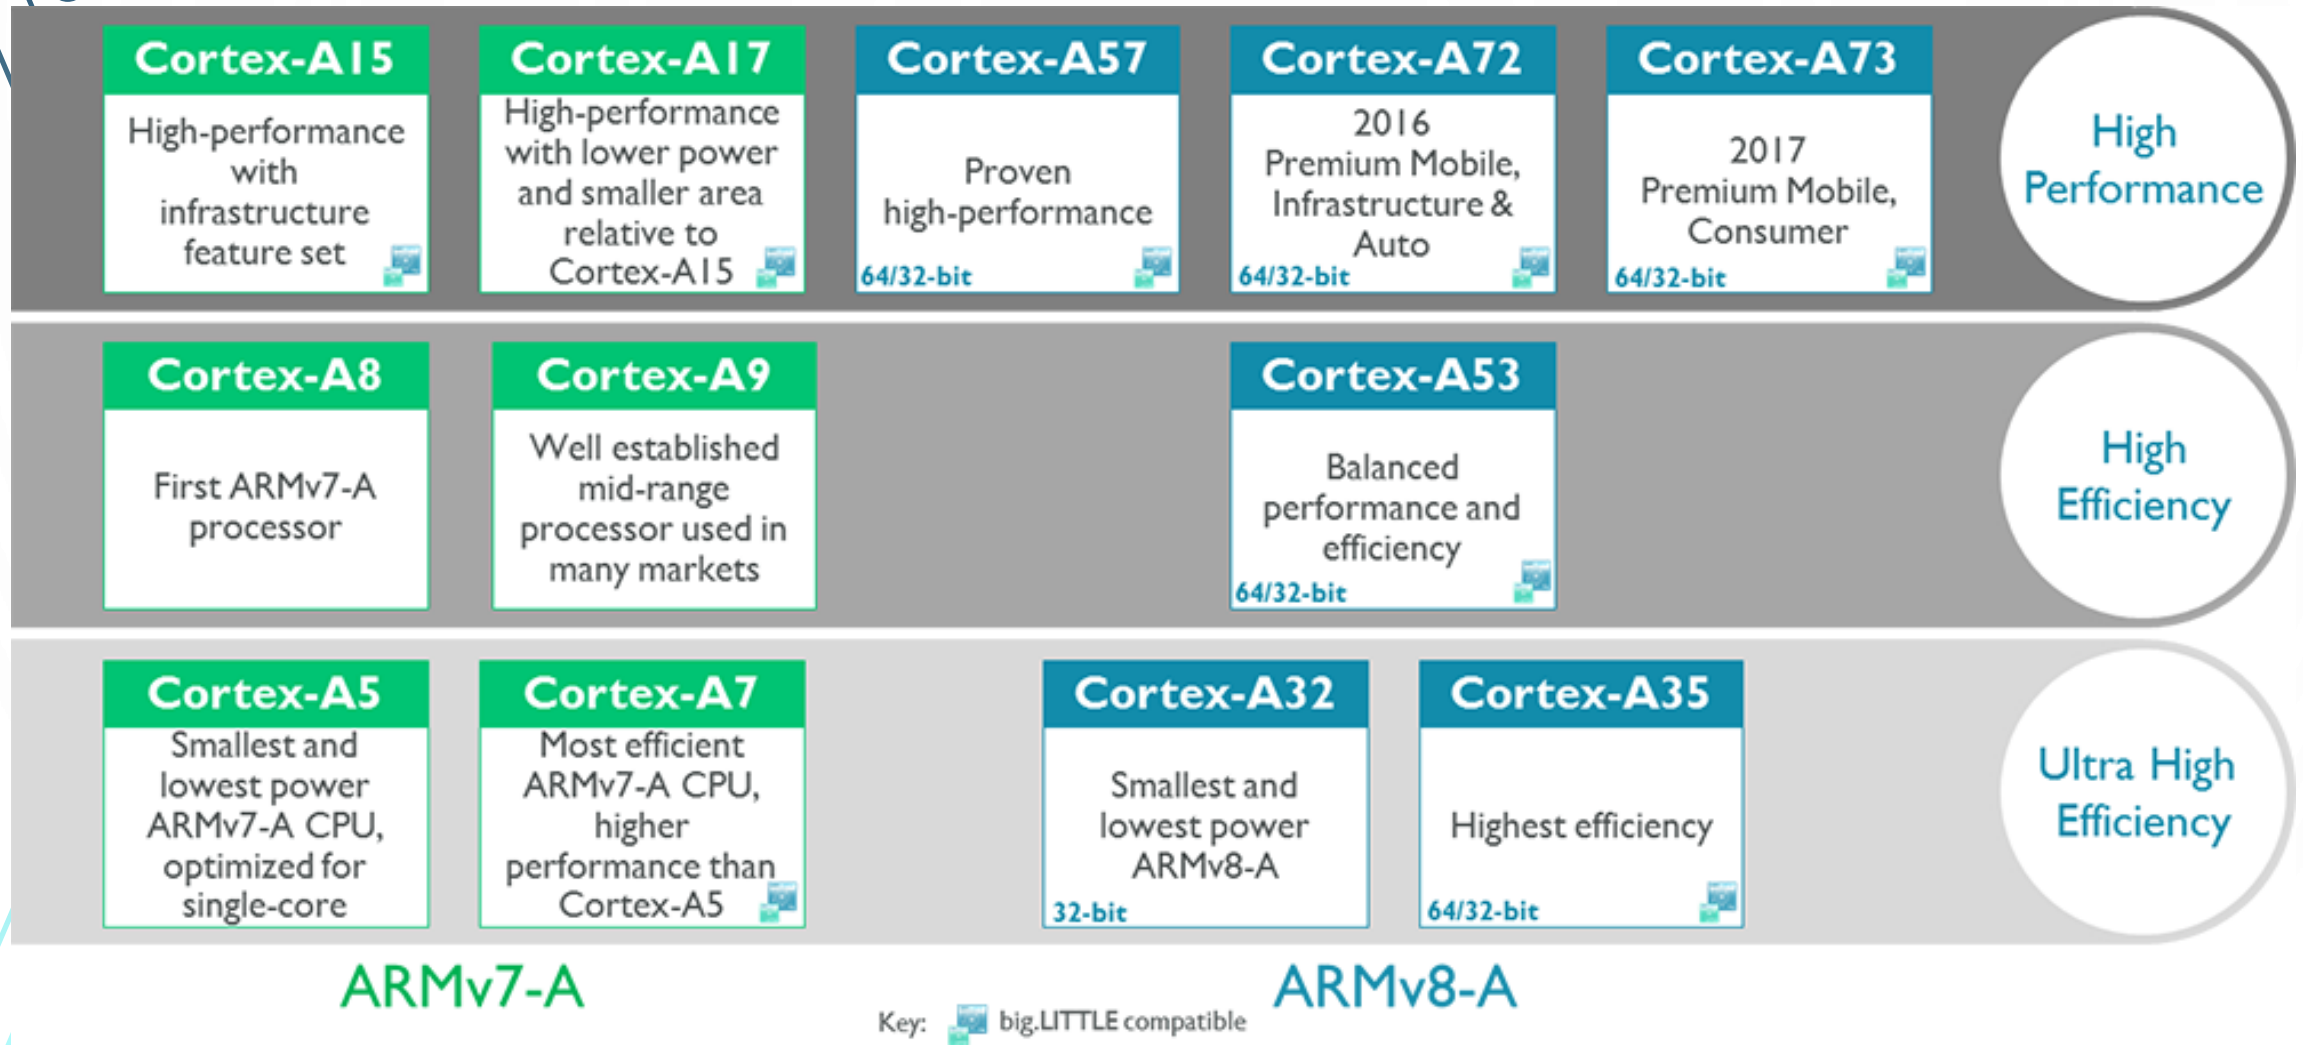 Cortex-A15
High-performance
with
infrastructure
feature set
Cortex-A17
High-performance
with lower power
and smaller area
relative to
Cortex-A15
Cortex-A57
Proven
high-performance
64/32-bit
Cortex-A72
2016
Premium Mobile,
Infrastructure &
Auto
64/32-bit
Cortex-A73
2017
Premium Mobile,
Consumer
64/32-bit
High
Performance
Cortex-A8
First ARMv7-A
processor
Cortex-A9
Well established
mid-range
processor used in
many markets
Cortex-A53
Balanced
performance and
efficiency
64/32-bit
High
Efficiency
Cortex-A5
Smallest and
lowest power
ARMv7-A CPU,
optimized for
single-core
Cortex-A7
Most efficient
ARMv7-A CPU,
higher
performance than
Cortex-A5
Cortex-A32
Smallest and
lowest power
ARMv8-A
32-bit
Cortex-A35
Highest efficiency
64/32-bit
Ultra High
Efficiency
ARMv7-A
ARMv8-A
Key: big.LITTLE compatible